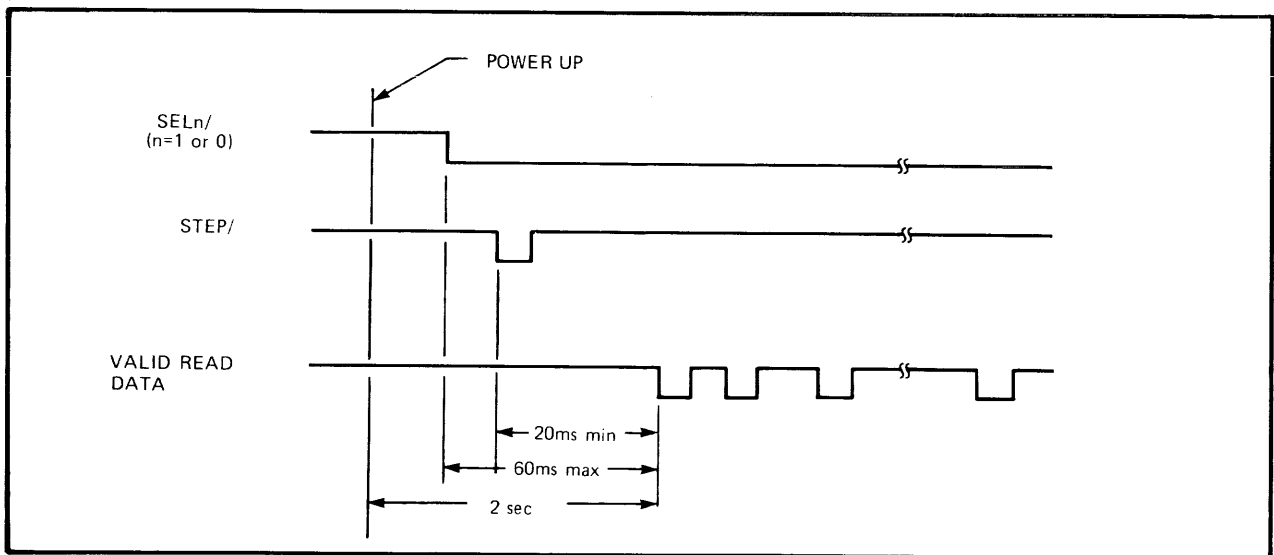 POWER UP
SELn/
(n=1 or 0)
STEP/
VALID READ
DATA
20ms min
60ms max
2 sec